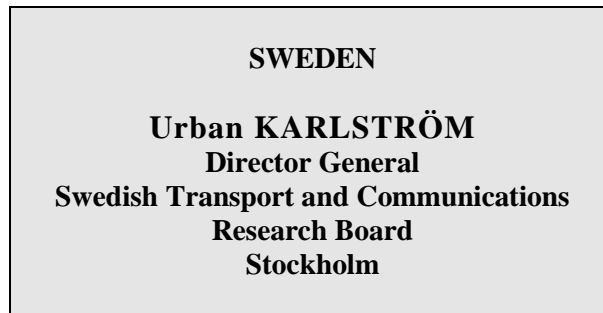 SWEDEN
Urban KARLSTRÖM
Director General
Swedish Transport and Communications
Research Board
Stockholm